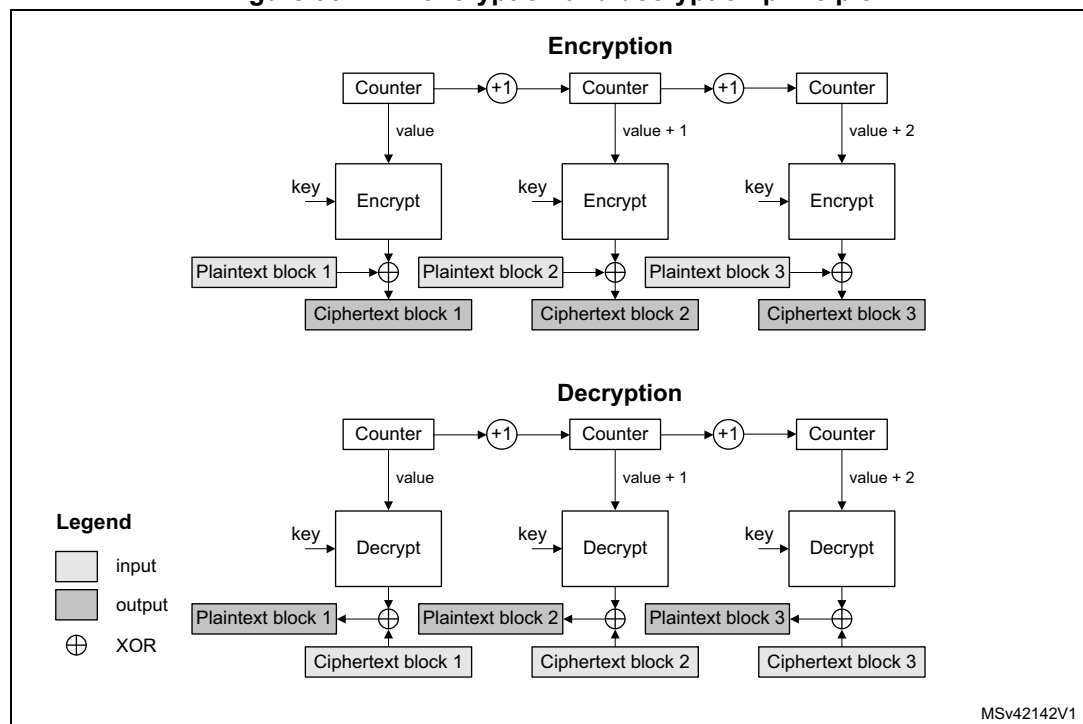 Encryption
Counter +1 Counter +1 Counter
value value + 1 value + 2
key Encrypt key Encrypt key Encrypt
Plaintext block 1 Plaintext block 2 Plaintext block 3
Ciphertext block 1 Ciphertext block 2 Ciphertext block 3
Decryption
Counter +1 Counter +1 Counter
value value + 1 value + 2
key Decrypt key Decrypt key Decrypt
Plaintext block 1 Plaintext block 2 Plaintext block 3
Ciphertext block 1 Ciphertext block 2 Ciphertext block 3
Legend
input
output
XOR
MSv42142V1